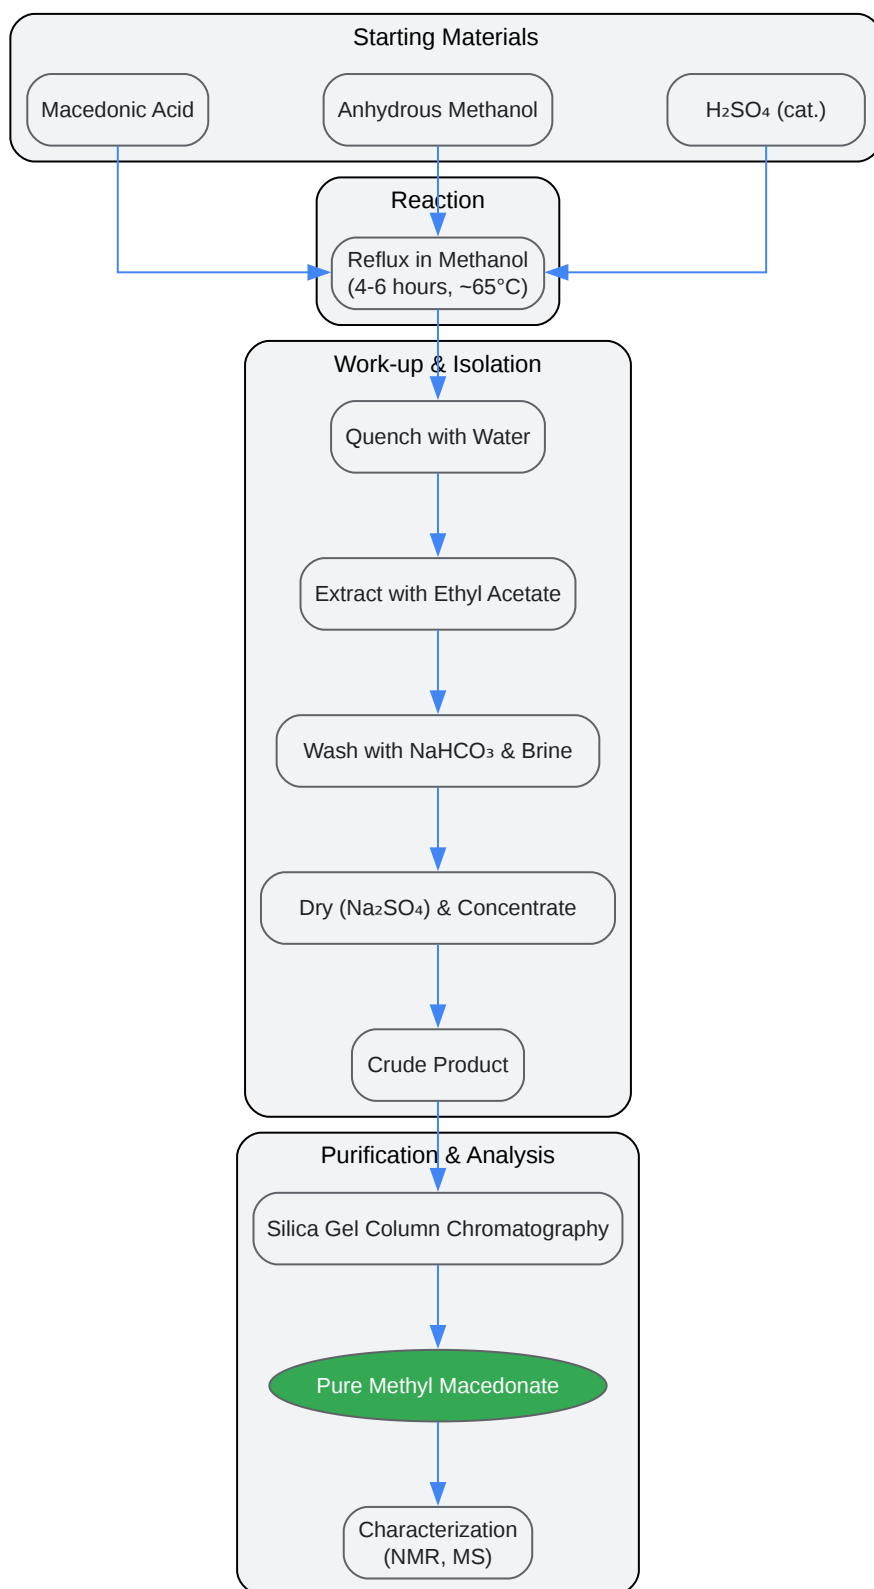 Starting Materials
Macedonic Acid
Anhydrous Methanol
H₂SO₄ (cat.)
Reaction
Reflux in Methanol
(4-6 hours, ~65°C)
Work-up & Isolation
Quench with Water
Extract with Ethyl Acetate
Wash with NaHCO₃ & Brine
Dry (Na₂SO₄) & Concentrate
Crude Product
Purification & Analysis
Silica Gel Column Chromatography
Pure Methyl Macedonate
Characterization
(NMR, MS)